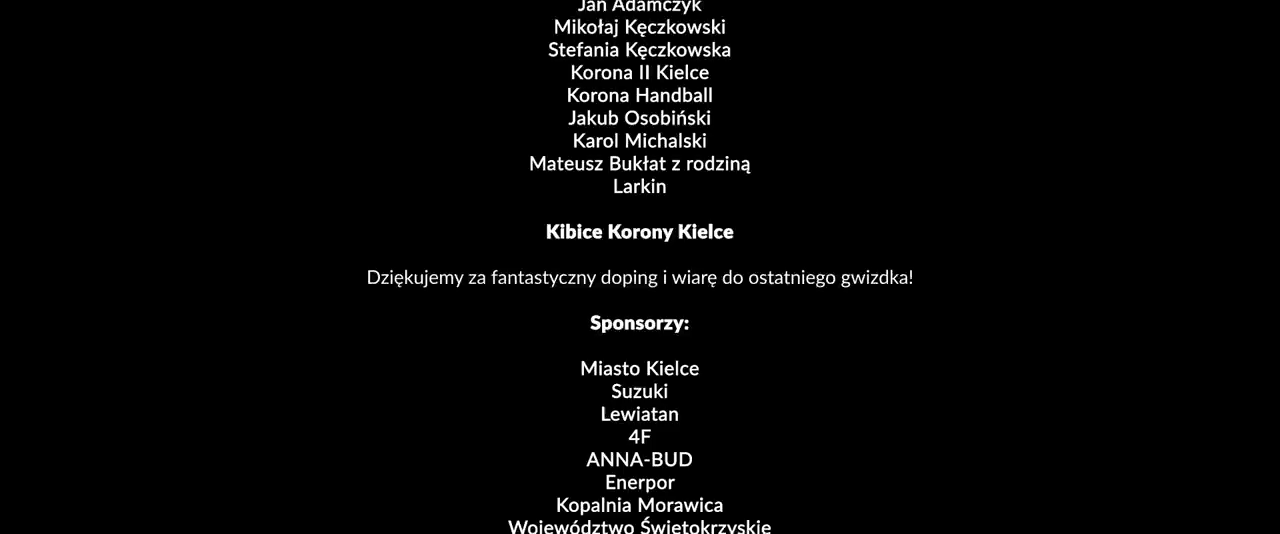 Jan Adamczyk
Mikołaj Kęczkowski
Stefania Kęczkowska
Korona II Kielce
Korona Handball
Jakub Osobiński
Karol Michalski
Mateusz Bukłat z rodziną
Larkin
Kibice Korony Kielce
Dziękujemy za fantastyczny doping i wiarę do ostatniego gwizdka!
Sponsorzy:
Miasto Kielce
Suzuki
Lewiatan
4F
ANNA-BUD
Enerpor
Kopalnia Morawica
Województwo Świętokrzyskie